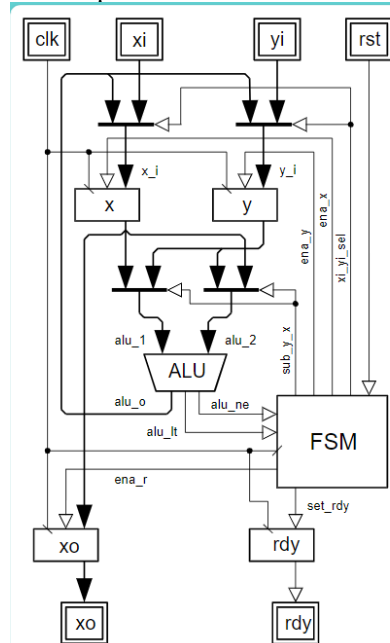 clk
xi
yi
rst
x_i
y_i
x
y
ena_y
ena_x
xi_yi_sel
alu_1
alu_2
sub_y_x
ALU
alu_o
alu_ne
alu_lt
FSM
ena_r
set_rdy
xo
rdy
xo
rdy